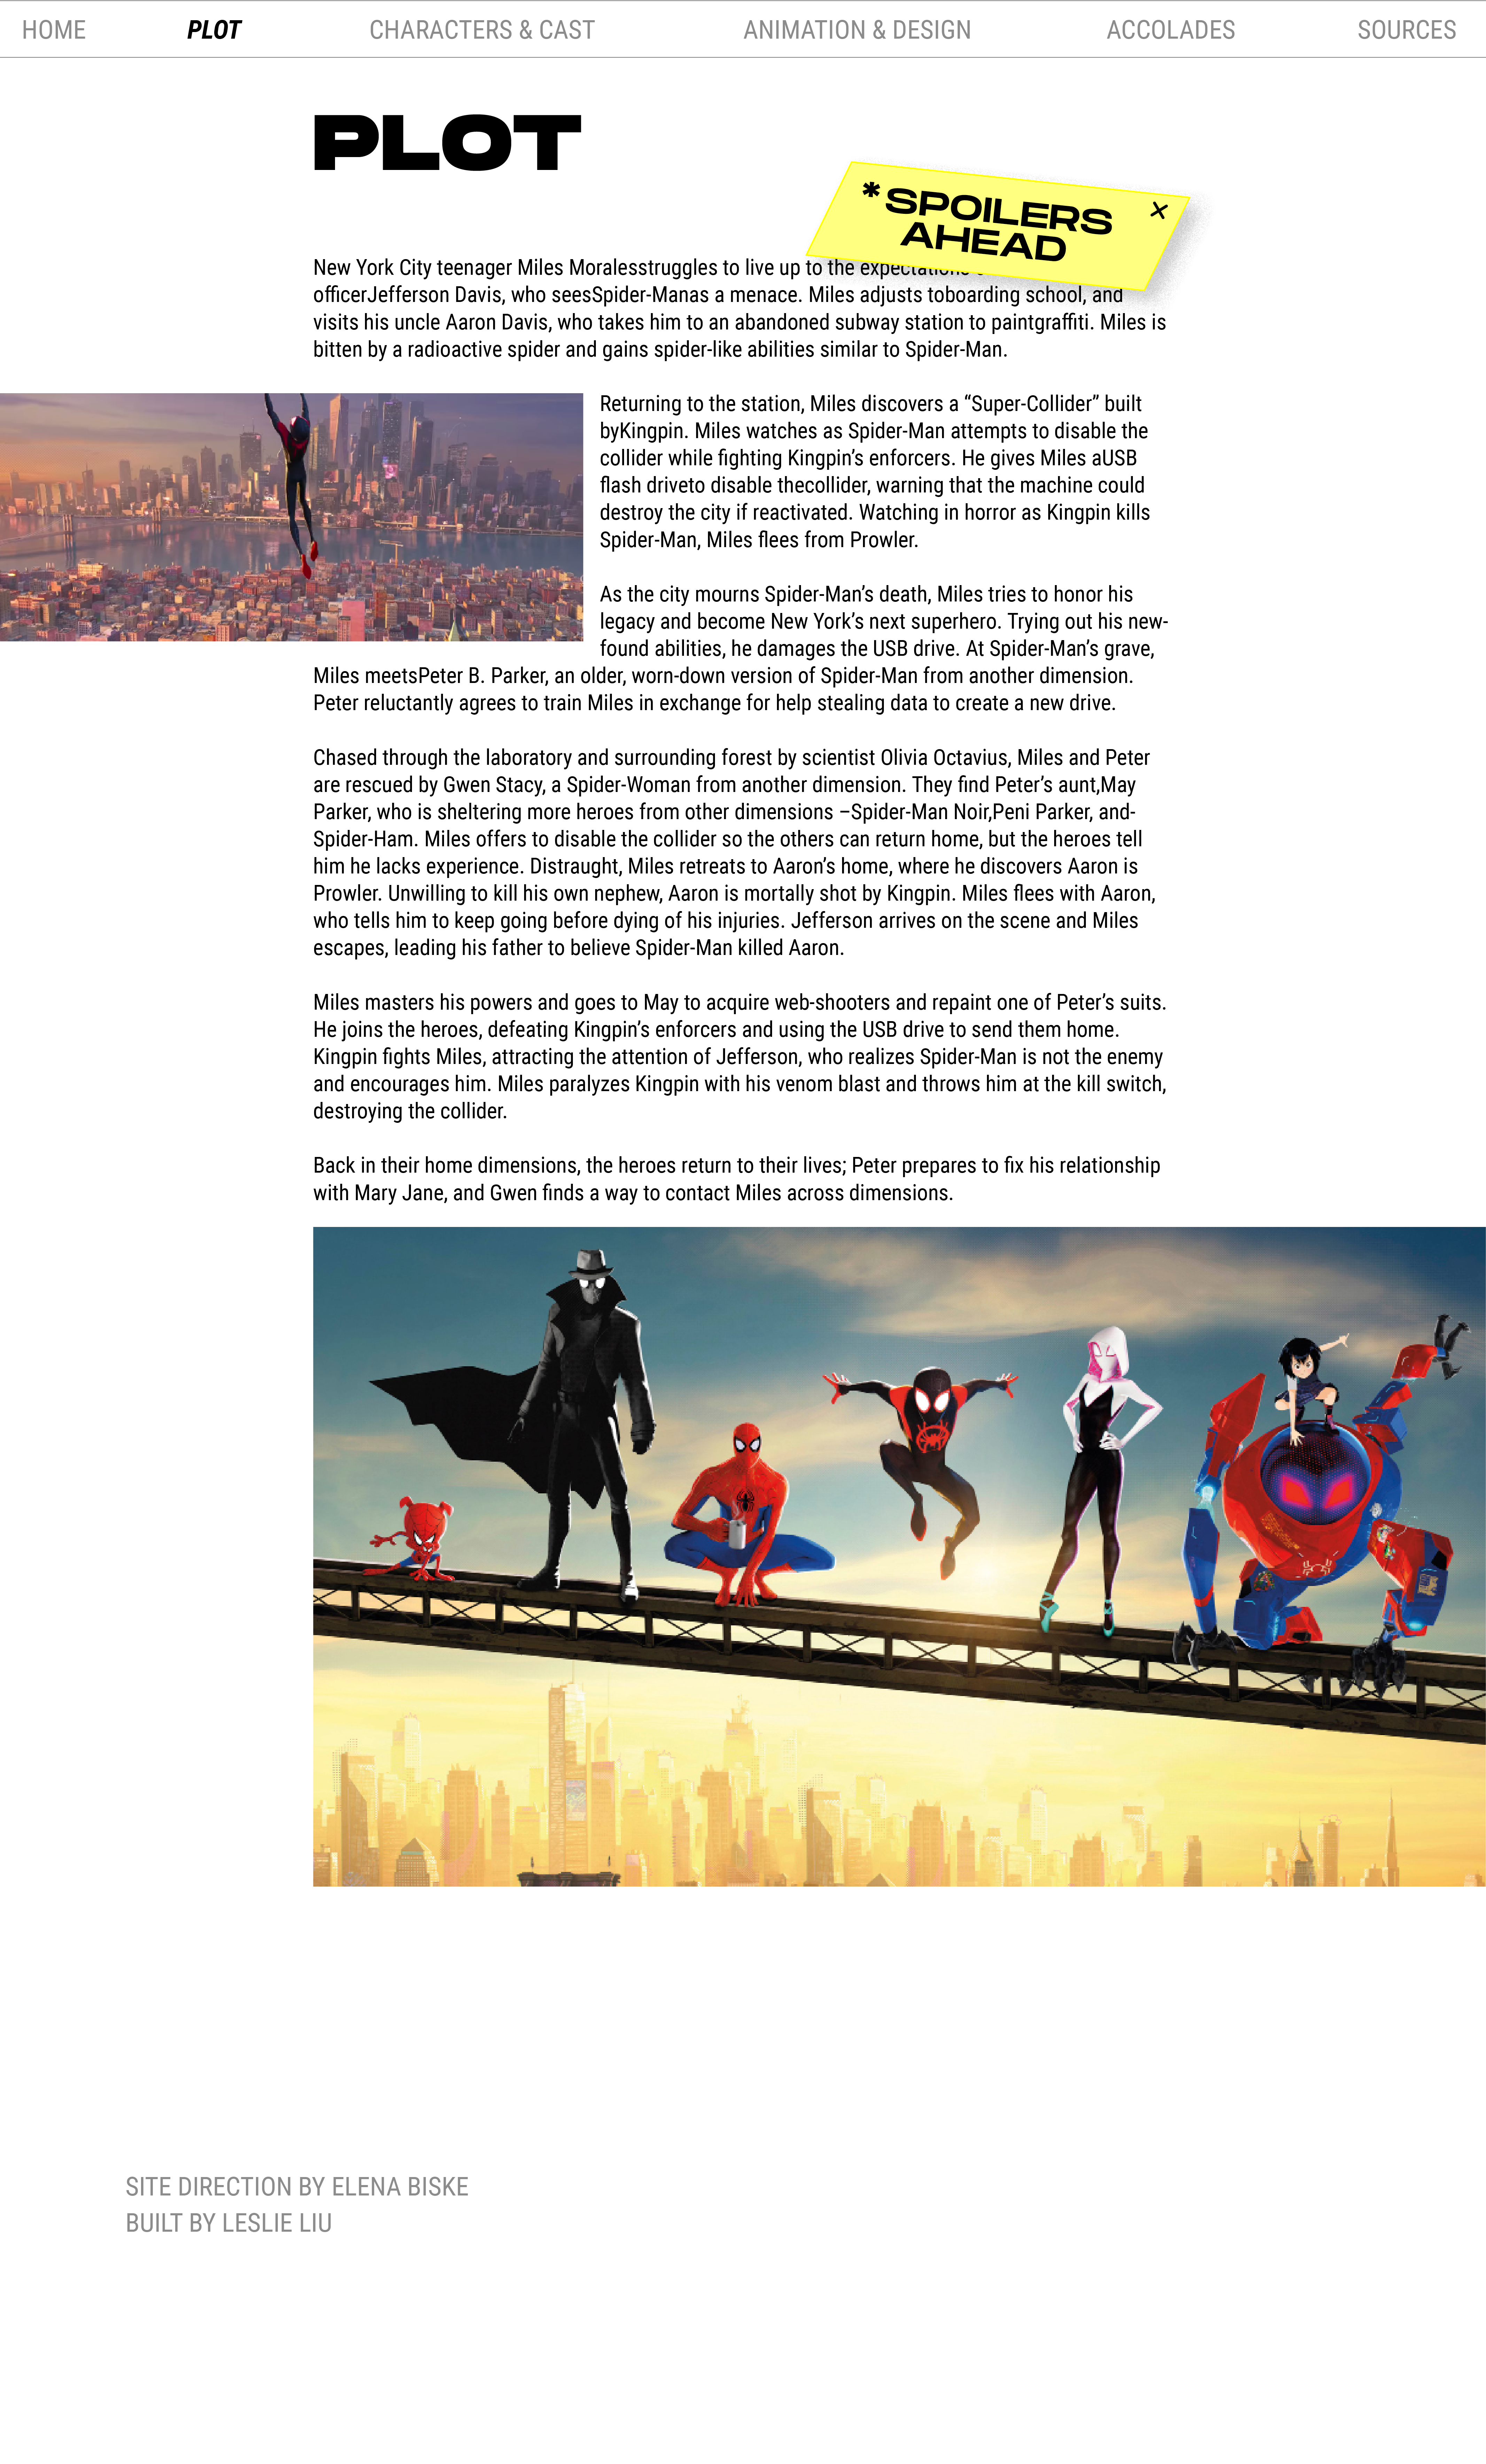 HOME PLOT CHARACTERS & CAST ANIMATION & DESIGN ACCOLADES SOURCES
PLOT
*SPOILERS ×
AHEAD
New York City teenager Miles Moralesstruggles to live up to the expectations
officerJefferson Davis, who seesSpider-Manas a menace. Miles adjusts toboarding school, and
visits his uncle Aaron Davis, who takes him to an abandoned subway station to paintgraffiti. Miles is
bitten by a radioactive spider and gains spider-like abilities similar to Spider-Man.
Returning to the station, Miles discovers a “Super-Collider” built
byKingpin. Miles watches as Spider-Man attempts to disable the
collider while fighting Kingpin’s enforcers. He gives Miles aUSB
flash driveto disable thecollider, warning that the machine could
destroy the city if reactivated. Watching in horror as Kingpin kills
Spider-Man, Miles flees from Prowler.
As the city mourns Spider-Man’s death, Miles tries to honor his
legacy and become New York’s next superhero. Trying out his new-
found abilities, he damages the USB drive. At Spider-Man’s grave,
Miles meetsPeter B. Parker, an older, worn-down version of Spider-Man from another dimension.
Peter reluctantly agrees to train Miles in exchange for help stealing data to create a new drive.
Chased through the laboratory and surrounding forest by scientist Olivia Octavius, Miles and Peter
are rescued by Gwen Stacy, a Spider-Woman from another dimension. They find Peter’s aunt,May
Parker, who is sheltering more heroes from other dimensions –Spider-Man Noir,Peni Parker, and-
Spider-Ham. Miles offers to disable the collider so the others can return home, but the heroes tell
him he lacks experience. Distraught, Miles retreats to Aaron’s home, where he discovers Aaron is
Prowler. Unwilling to kill his own nephew, Aaron is mortally shot by Kingpin. Miles flees with Aaron,
who tells him to keep going before dying of his injuries. Jefferson arrives on the scene and Miles
escapes, leading his father to believe Spider-Man killed Aaron.
Miles masters his powers and goes to May to acquire web-shooters and repaint one of Peter’s suits.
He joins the heroes, defeating Kingpin’s enforcers and using the USB drive to send them home.
Kingpin fights Miles, attracting the attention of Jefferson, who realizes Spider-Man is not the enemy
and encourages him. Miles paralyzes Kingpin with his venom blast and throws him at the kill switch,
destroying the collider.
Back in their home dimensions, the heroes return to their lives; Peter prepares to fix his relationship
with Mary Jane, and Gwen finds a way to contact Miles across dimensions.
SITE DIRECTION BY ELENA BISKE
BUILT BY LESLIE LIU